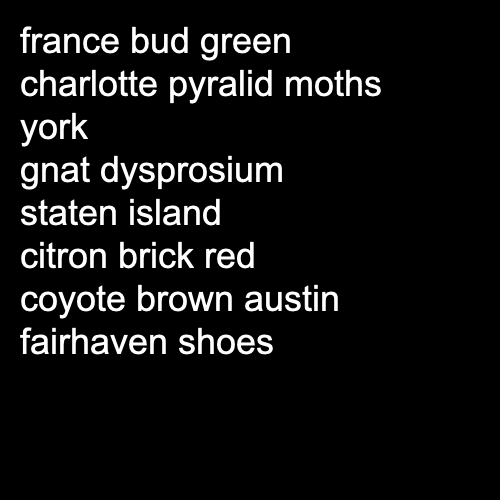 france bud green
charlotte pyralid moths
york
gnat dysprosium
staten island
citron brick red
coyote brown austin
fairhaven shoes